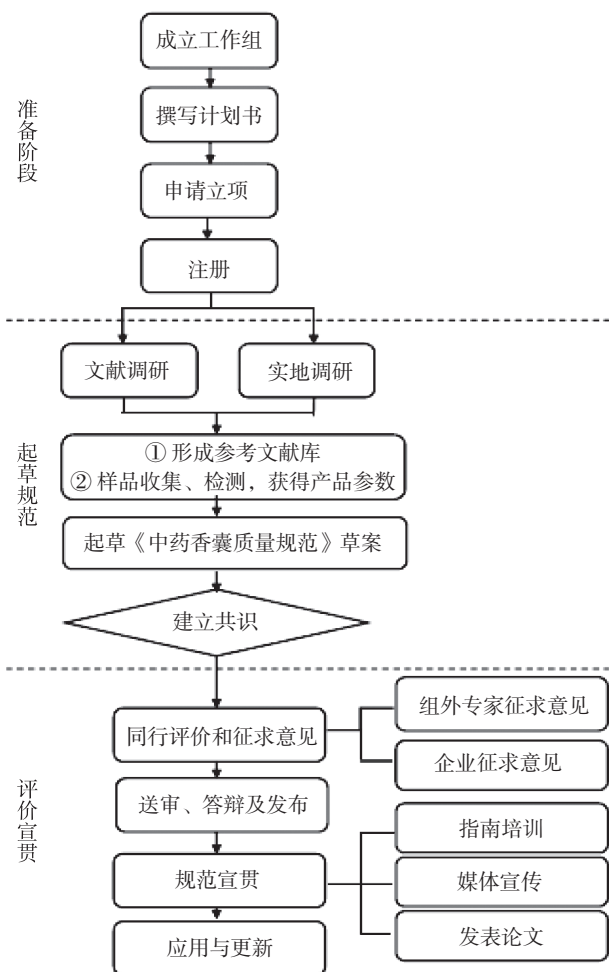 准备阶段
成立工作组
撰写计划书
申请立项
注册
起草规范
文献调研
实地调研
① 形成参考文献库
② 样品收集、检测，获得产品参数
起草《中药香囊质量规范》草案
建立共识
评价宣贯
同行评价和征求意见
组外专家征求意见
企业征求意见
送审、答辩及发布
规范宣贯
指南培训
媒体宣传
发表论文
应用与更新